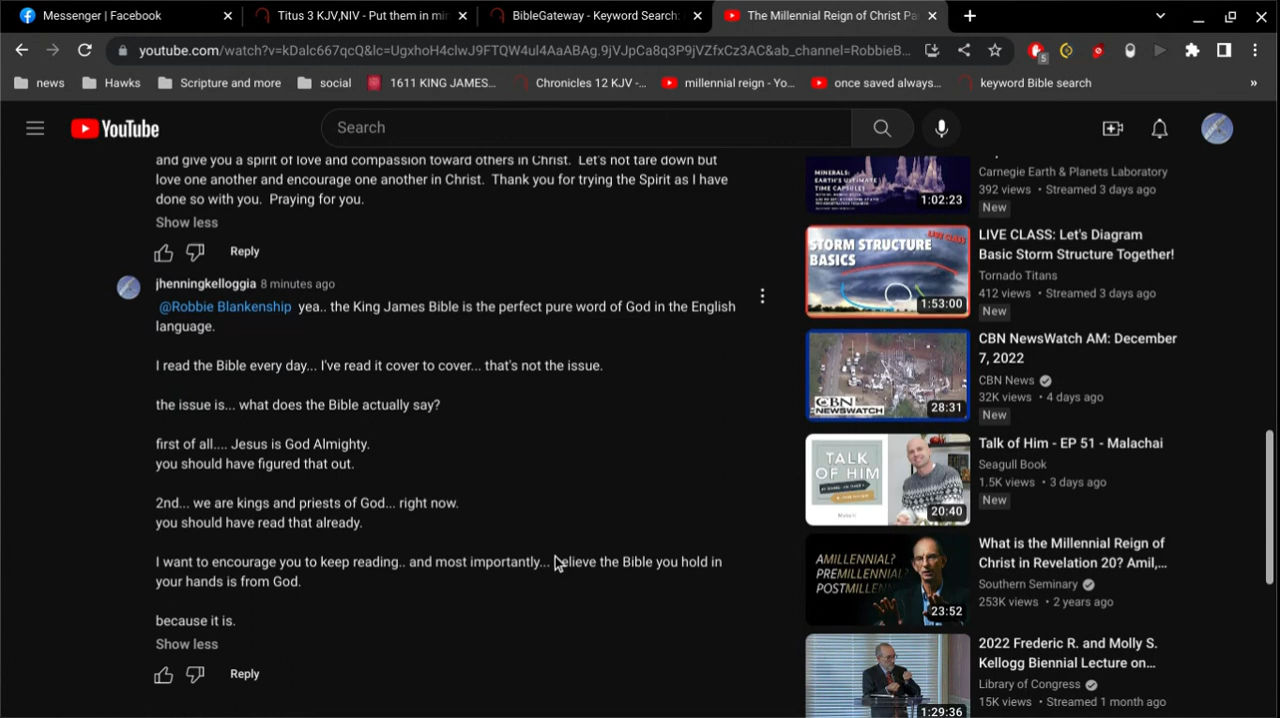 Messenger | Facebook
Titus 3 KJV,NIV - Put them in mi
BibleGateway - Keyword Search:
The Millennial Reign of Christ Pa
youtube.com/watch?v=kDaIc667qcQ&lc=UgxhoH4clwJ9FTQW4ul4AaABAg.9jVJpCa8q3P9jVZfxCz3AC&ab_channel=RobbieB...
5
news
Hawks
Scripture and more
social
1611 KING JAMES...
Chronicles 12 KJV -...
millennial reign - Yo...
once saved always...
keyword Bible search
»
YouTube
Search
and give you a spirit of love and compassion toward others in Christ. Let's not tare down but
love one another and encourage one another in Christ. Thank you for trying the Spirit as I have
done so with you. Praying for you.
Show less
Reply
jhenningkelloggia 8 minutes ago
@Robbie Blankenship yea.. the King James Bible is the perfect pure word of God in the English
language.
I read the Bible every day... I've read it cover to cover... that's not the issue.
the issue is... what does the Bible actually say?
first of all.... Jesus is God Almighty.
you should have figured that out.
2nd... we are kings and priests of God... right now.
you should have read that already.
I want to encourage you to keep reading.. and most importantly... believe the Bible you hold in
your hands is from God.
because it is.
Show less
Reply
MINERALS:
EARTH'S ULTIMATE
TIME CAPSULES
1:02:23
Carnegie Earth & Planets Laboratory
392 views • Streamed 3 days ago
New
STORM STRUCTURE
BASICS
LIVE CLASS
1:53:00
LIVE CLASS: Let's Diagram
Basic Storm Structure Together!
Tornado Titans
412 views • Streamed 3 days ago
New
CBN
NEWSWATCH
28:31
CBN NewsWatch AM: December
7, 2022
CBN News
32K views • 4 days ago
New
TALK
OF HIM
20:40
Talk of Him - EP 51 - Malachai
Seagull Book
1.5K views • 3 days ago
New
AMILLENNIAL?
PREMILLENNIAL?
POSTMILLEN
23:52
What is the Millennial Reign of
Christ in Revelation 20? Amil,...
Southern Seminary
253K views • 2 years ago
1:29:36
2022 Frederic R. and Molly S.
Kellogg Biennial Lecture on...
Library of Congress
15K views • Streamed 1 month ago